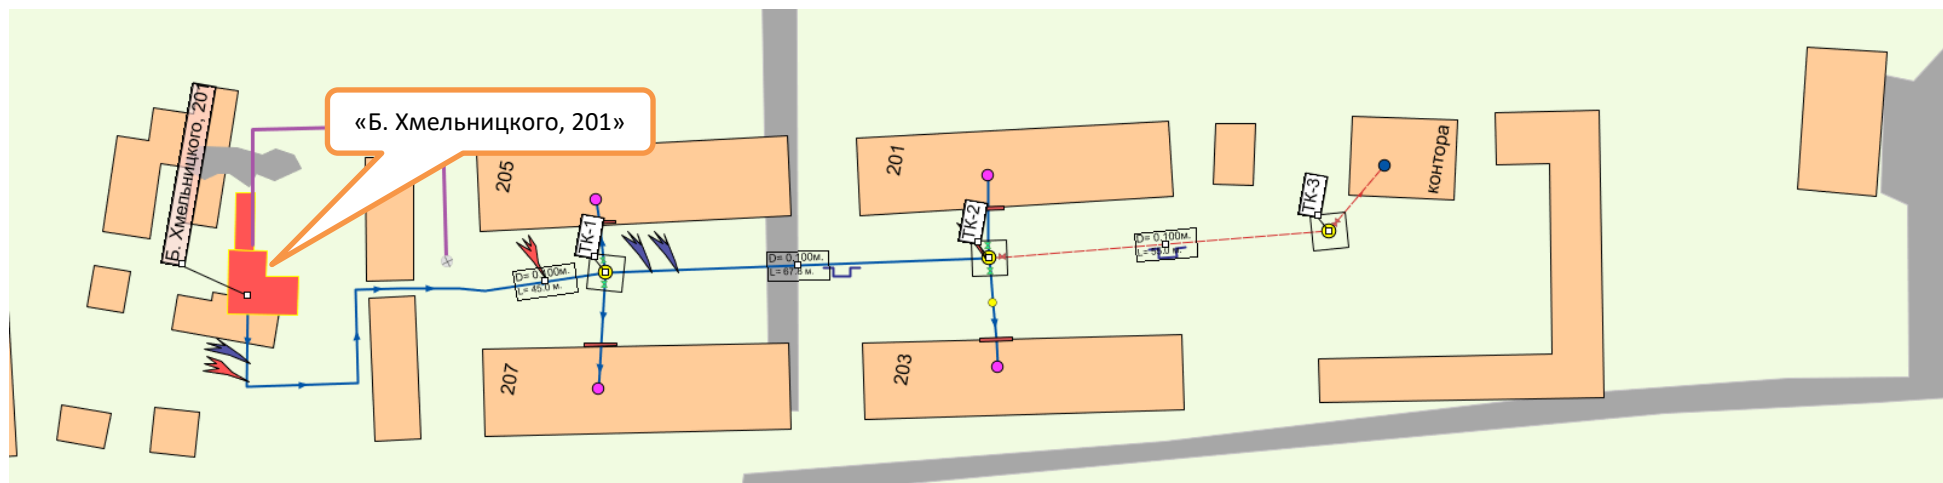 Б. Хмельницкого, 201
«Б. Хмельницкого, 201»
205
201
контора
ТК-3
ТК-2
ТК-1
D= 0,100м.
L= 45.0 м.
D= 0,100м.
L= 67.8 м.
D= 0,100м.
207
203